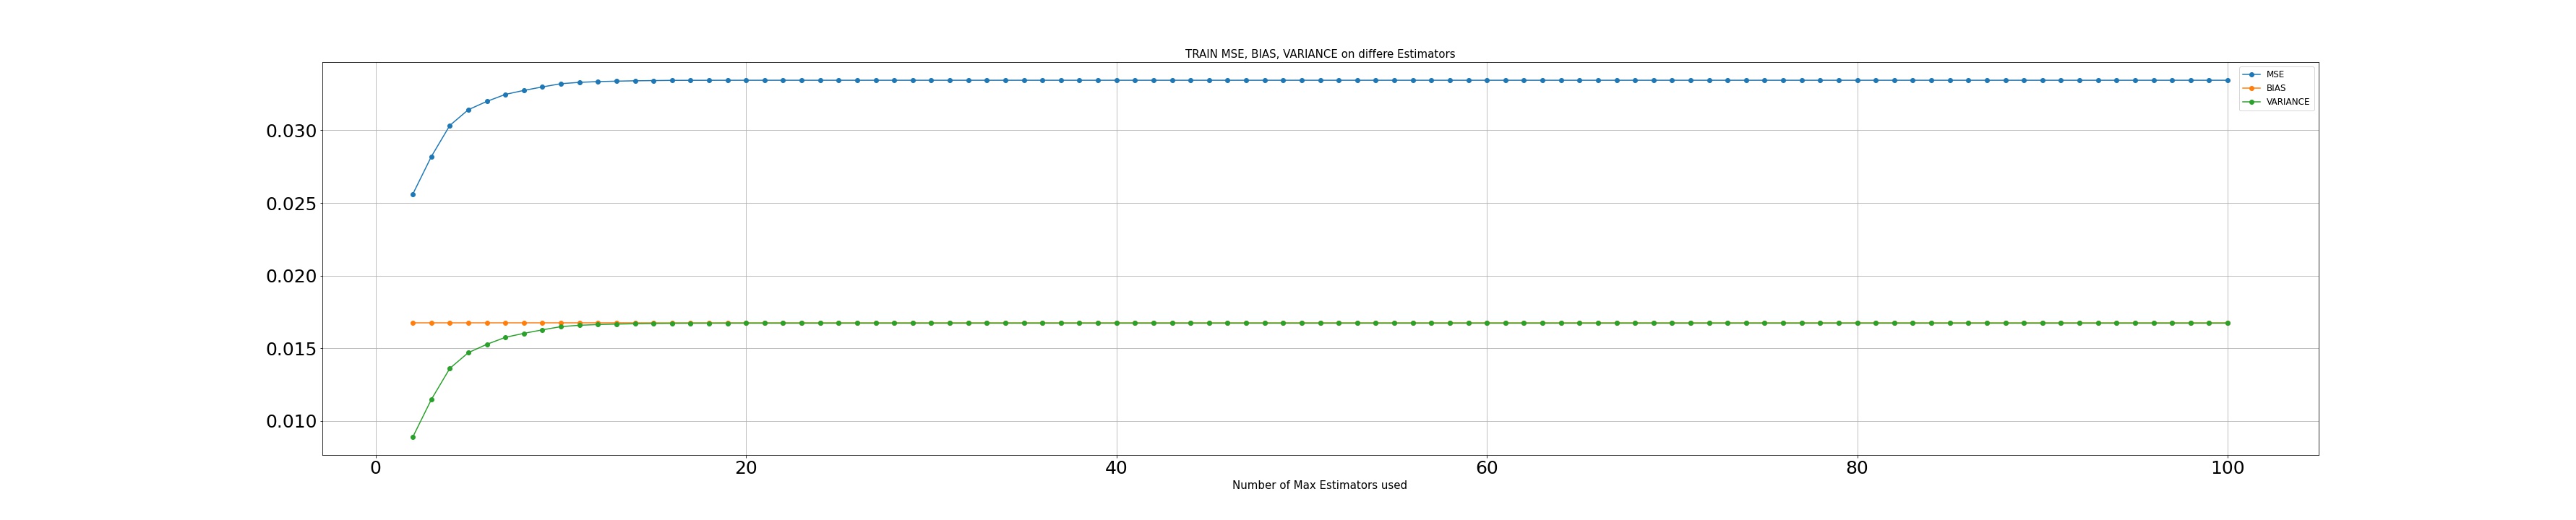 TRAIN MSE, BIAS, VARIANCE on differe Estimators
MSE
BIAS
VARIANCE
0.030
0.025
0.020
0.015
0.010
0 20 40 60 80 100
Number of Max Estimators used